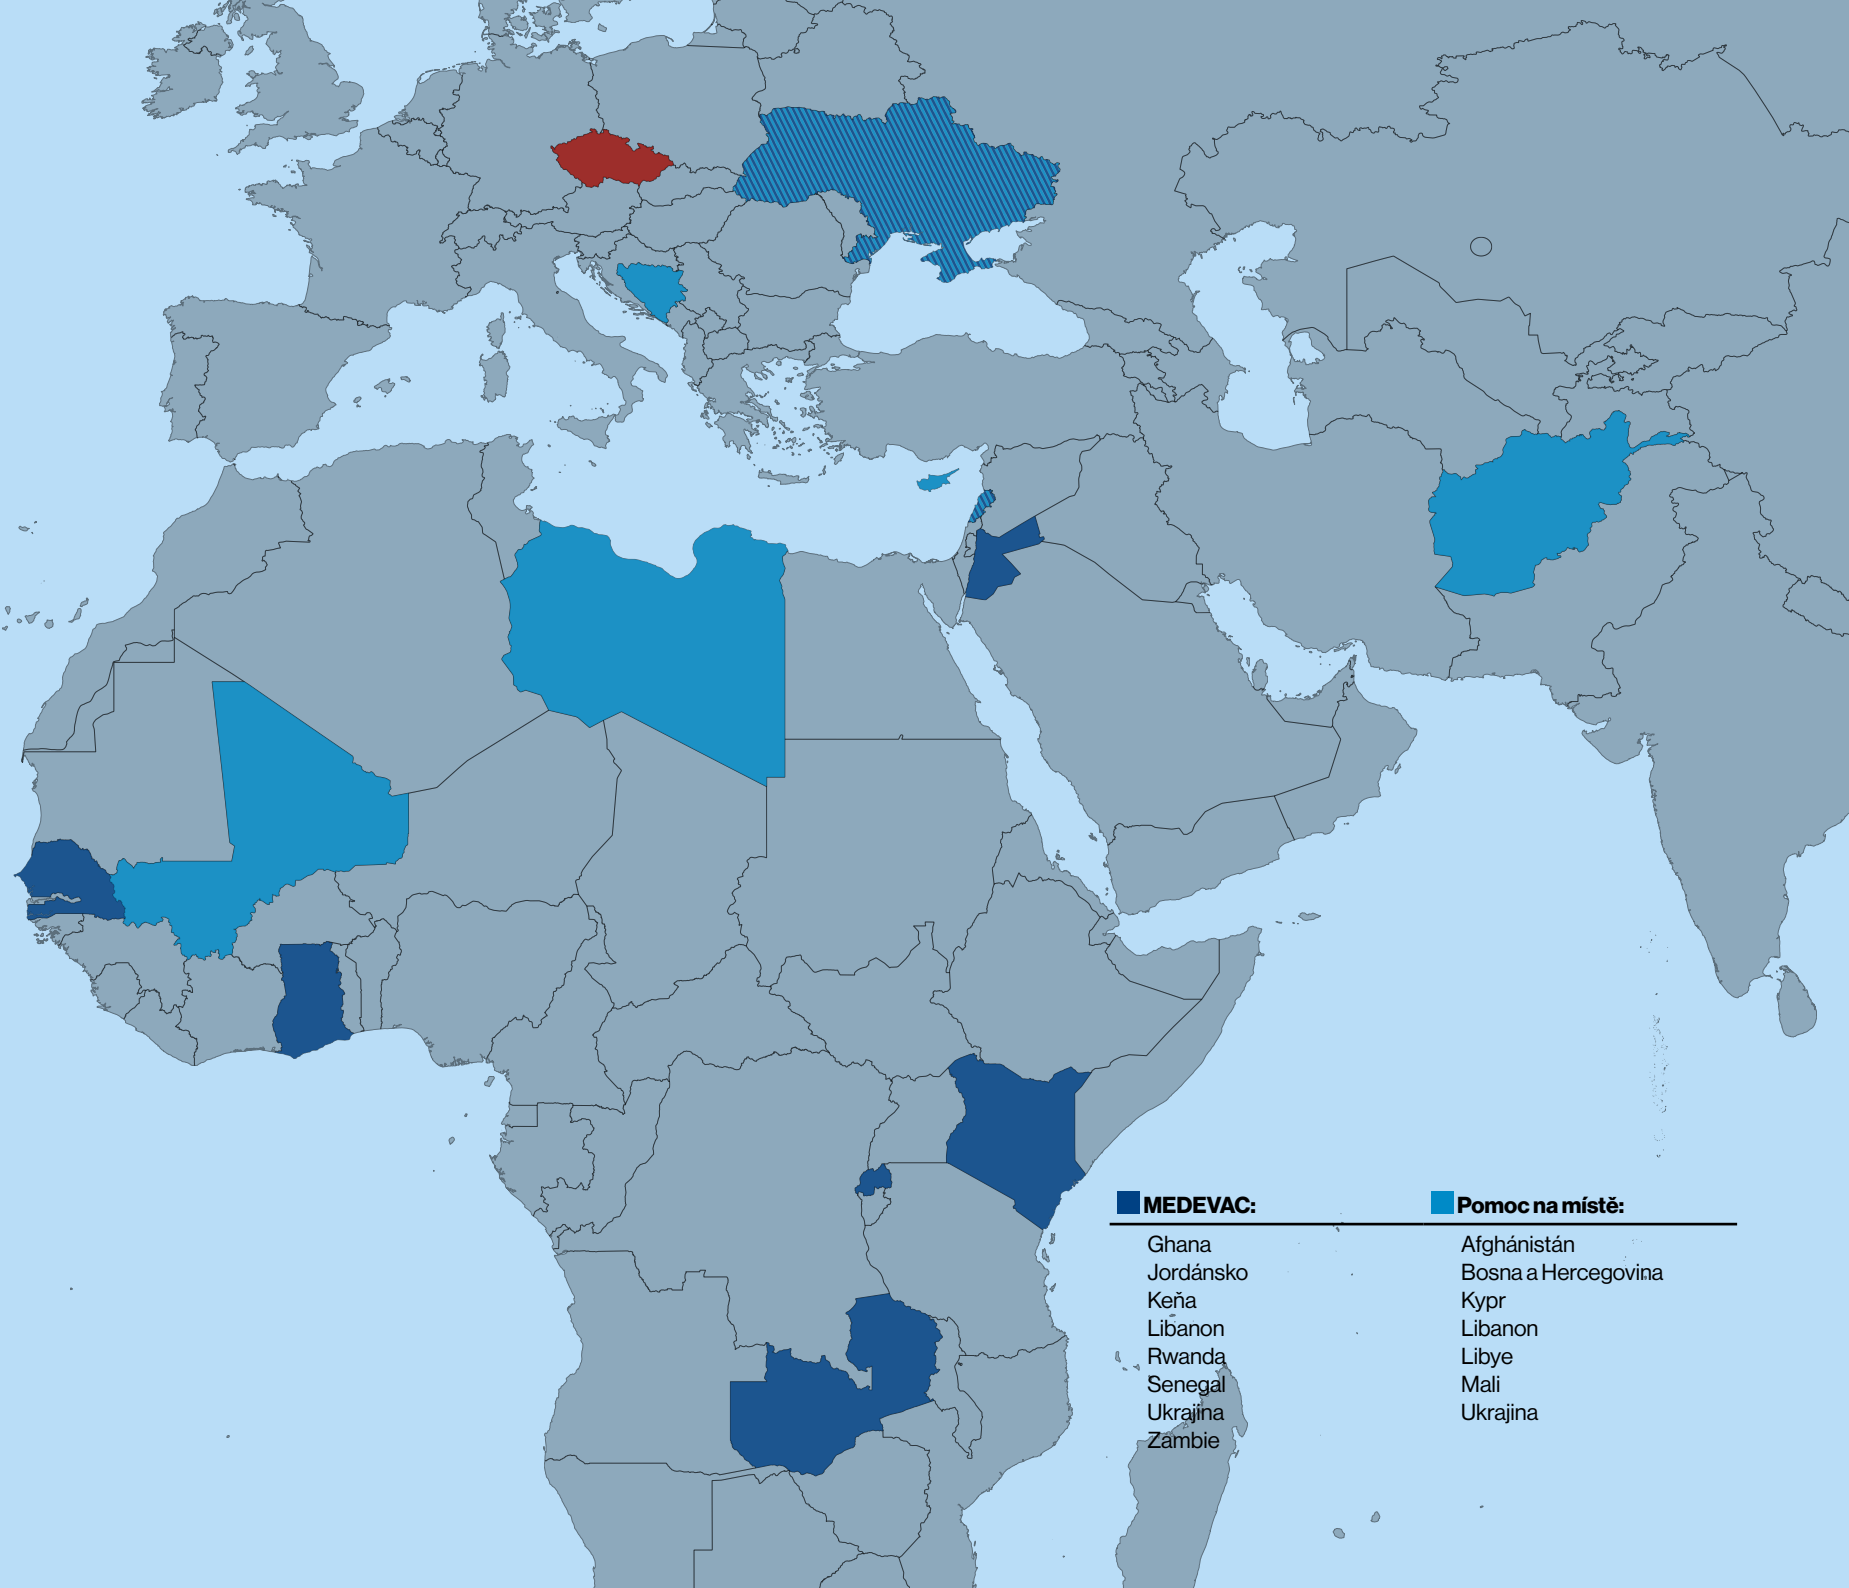 MEDEVAC:
Ghana
Jordánsko
Keňa
Libanon
Rwanda
Senegal
Ukrajina
Zambie
Pomoc na místě:
Afghánistán
Bosna a Hercegovina
Kypr
Libanon
Libye
Mali
Ukrajina